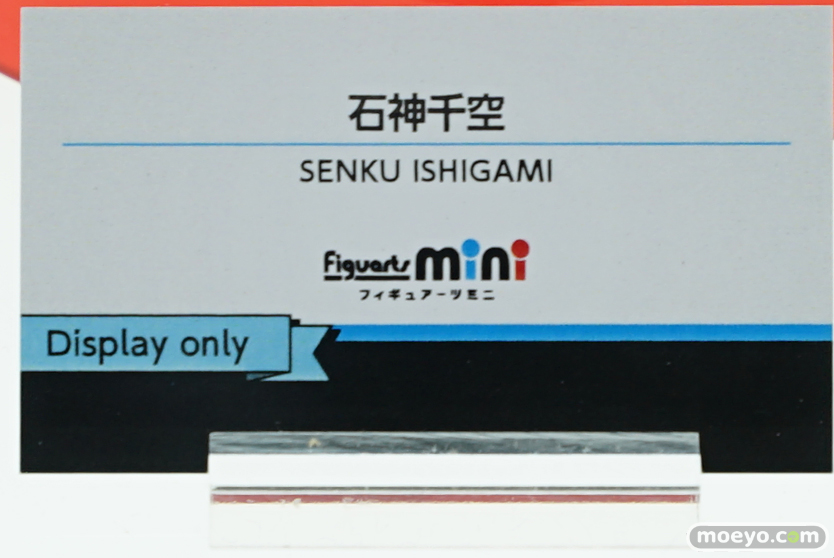 石神千空
SENKU ISHIGAMI
Figuarts mini
フィギュアーツミニ
Display only
moeyo.com